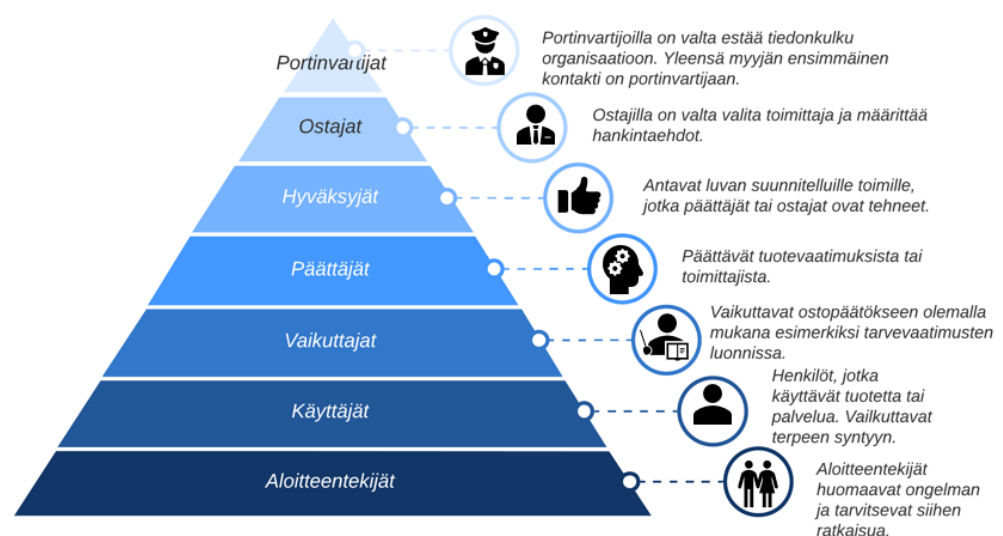 Portinvartijat
Portinvartijoilla on valta estää tiedonkulku
organisaatioon. Yleensä myyjän ensimmäinen
kontakti on portinvartijaan.
Ostajat
Ostajilla on valta valita toimittaja ja määrittää
hankintaehdot.
Hyväksyjät
Antavat luvan suunnitelluille toimille,
jotka päättäjät tai ostajat ovat tehneet.
Päättäjät
Päättävät tuotevaatimuksista tai
toimittajista.
Vaikuttajat
Vaikuttavat ostopäätökseen olemalla
mukana esimerkiksi tarvevaatimusten
luonnissa.
Käyttäjät
Henkilöt, jotka
käyttävät tuotetta tai
palvelua. Vailkuttavat
terpeen syntyyn.
Aloitteentekijät
Aloitteentekijät
huomaavat ongelman
ja tarvitsevat siihen
ratkaisua.